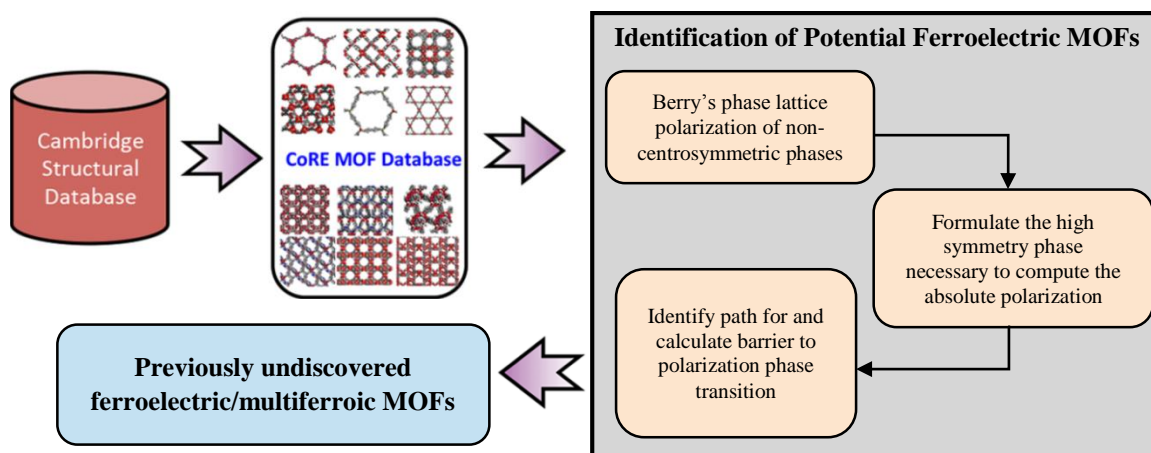 Cambridge
Structural
Database
CoRE MOF Database
Identification of Potential Ferroelectric MOFs
Berry’s phase lattice
polarization of non-
centrosymmetric phases
Formulate the high
symmetry phase
necessary to compute the
absolute polarization
Identify path for and
calculate barrier to
polarization phase
transition
Previously undiscovered
ferroelectric/multiferroic MOFs